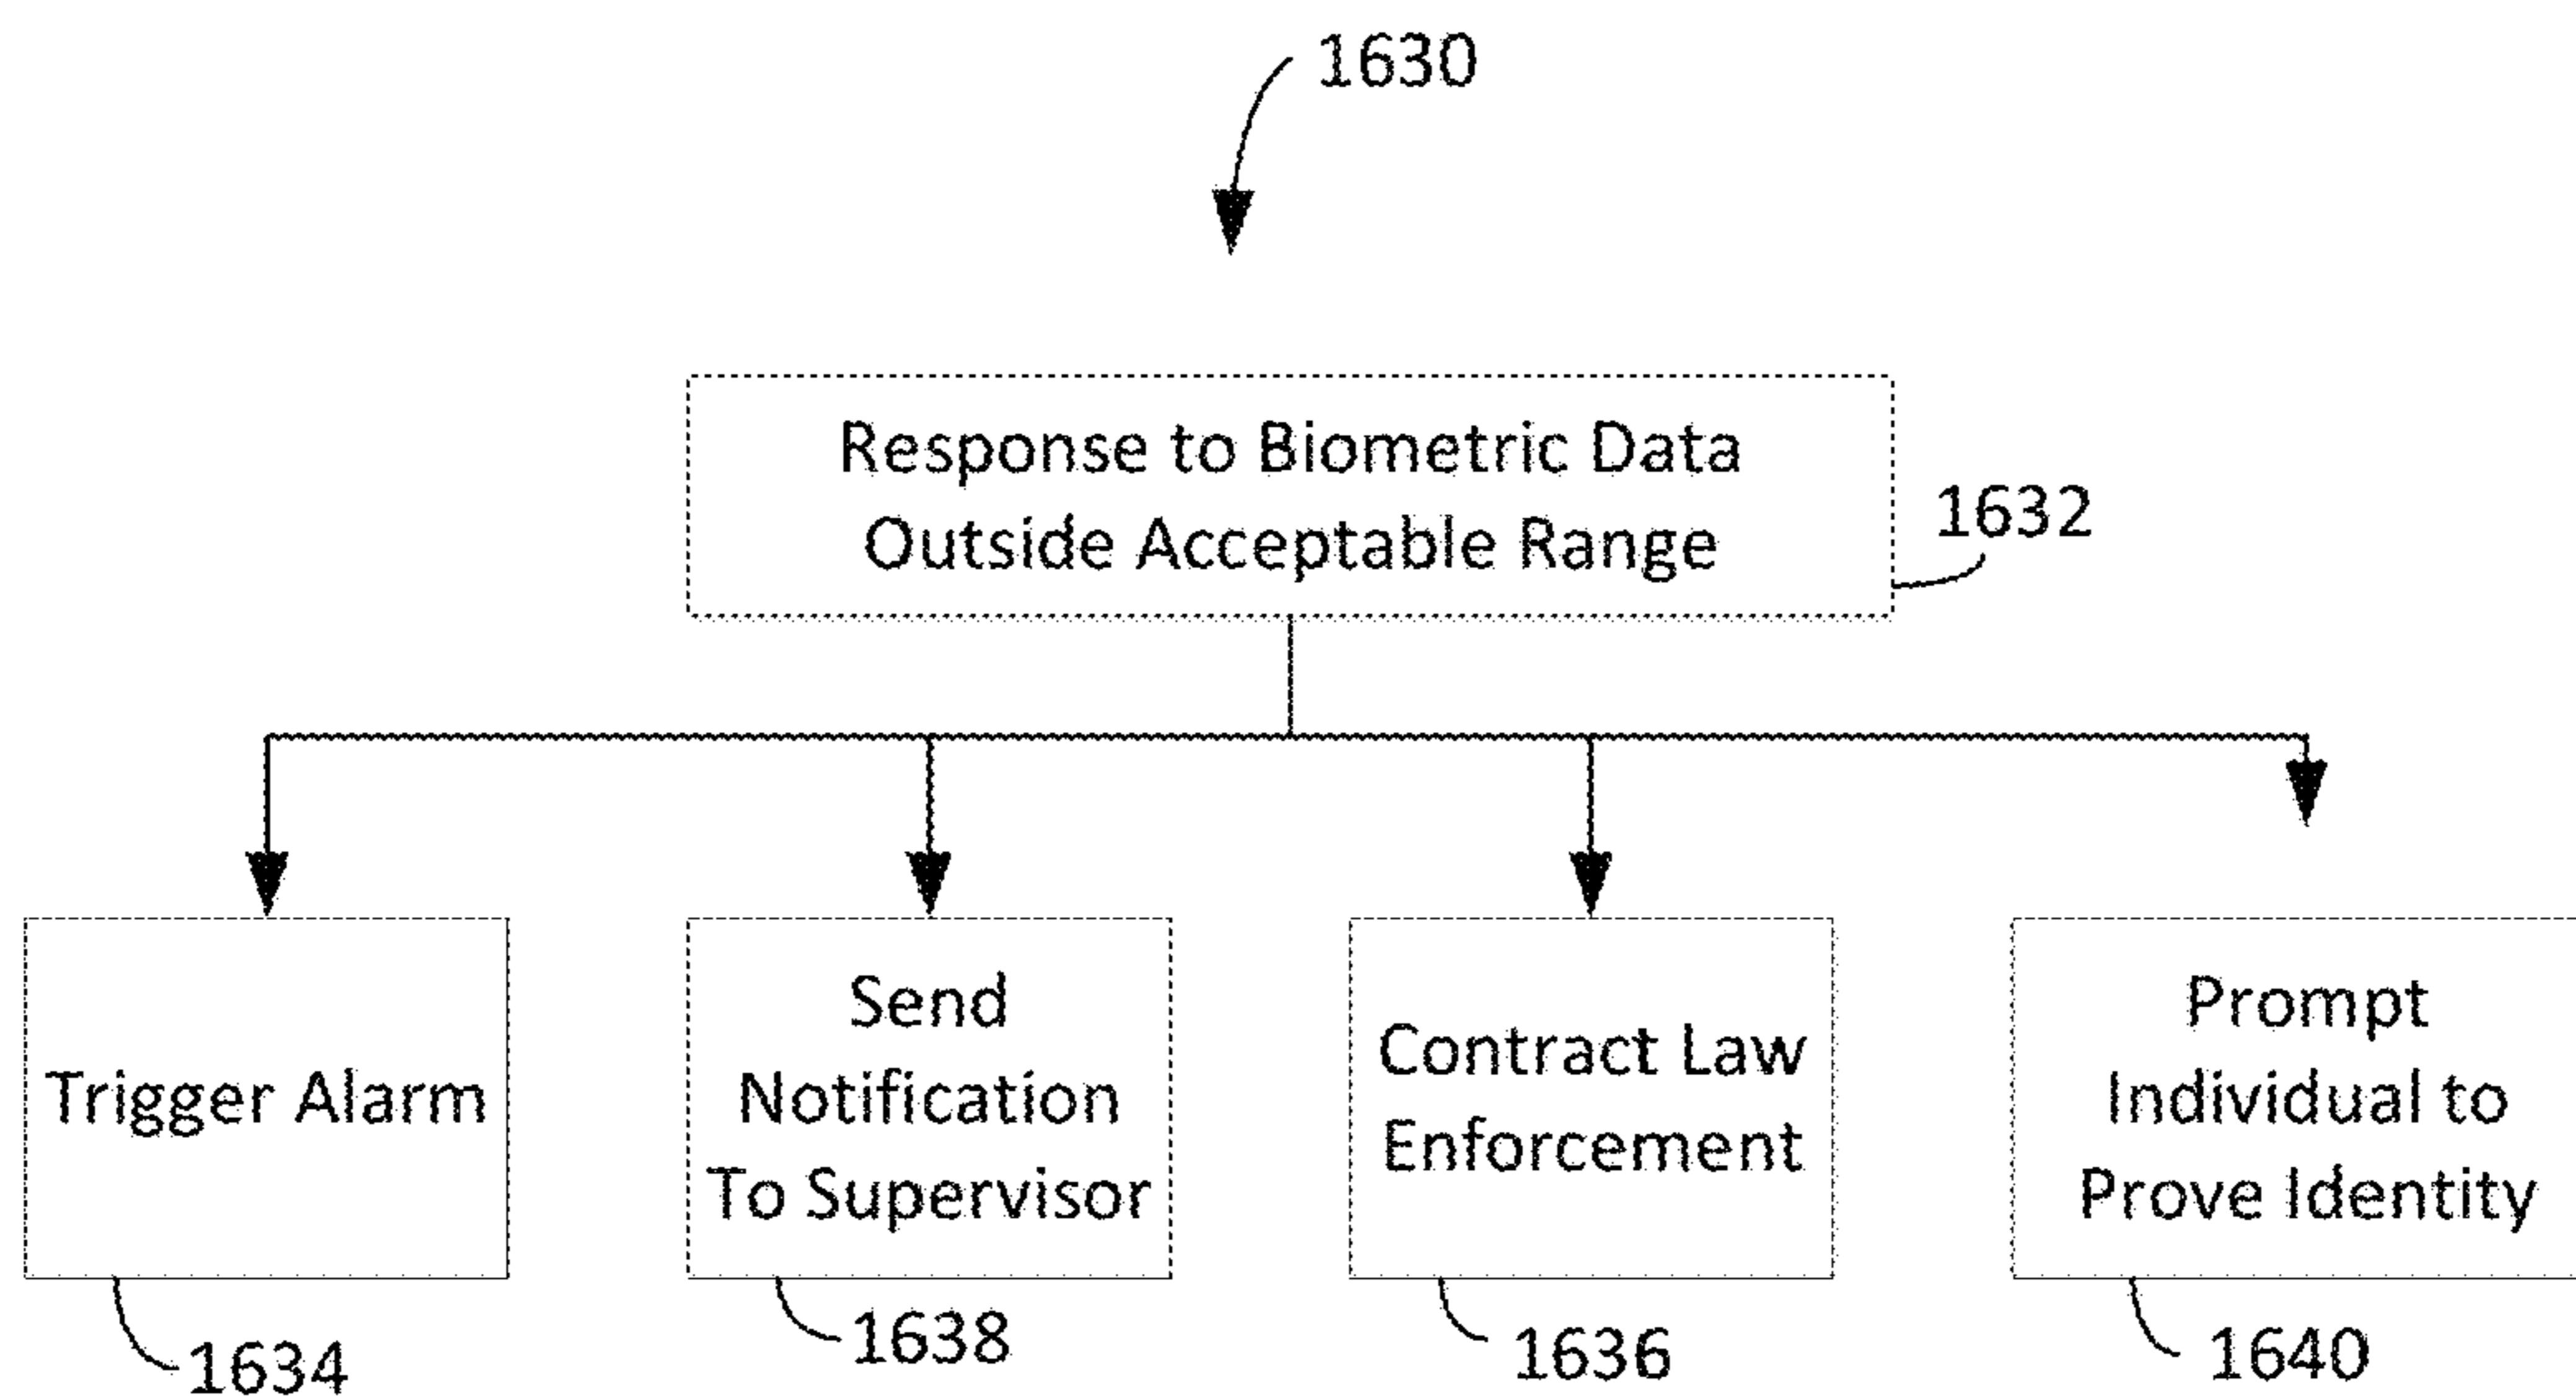 1630
Response to Biometric Data
Outside Acceptable Range
1632
Trigger Alarm
1634
Send
Notification
To Supervisor
1638
Contract Law
Enforcement
1636
Prompt
Individual to
Prove Identity
1640